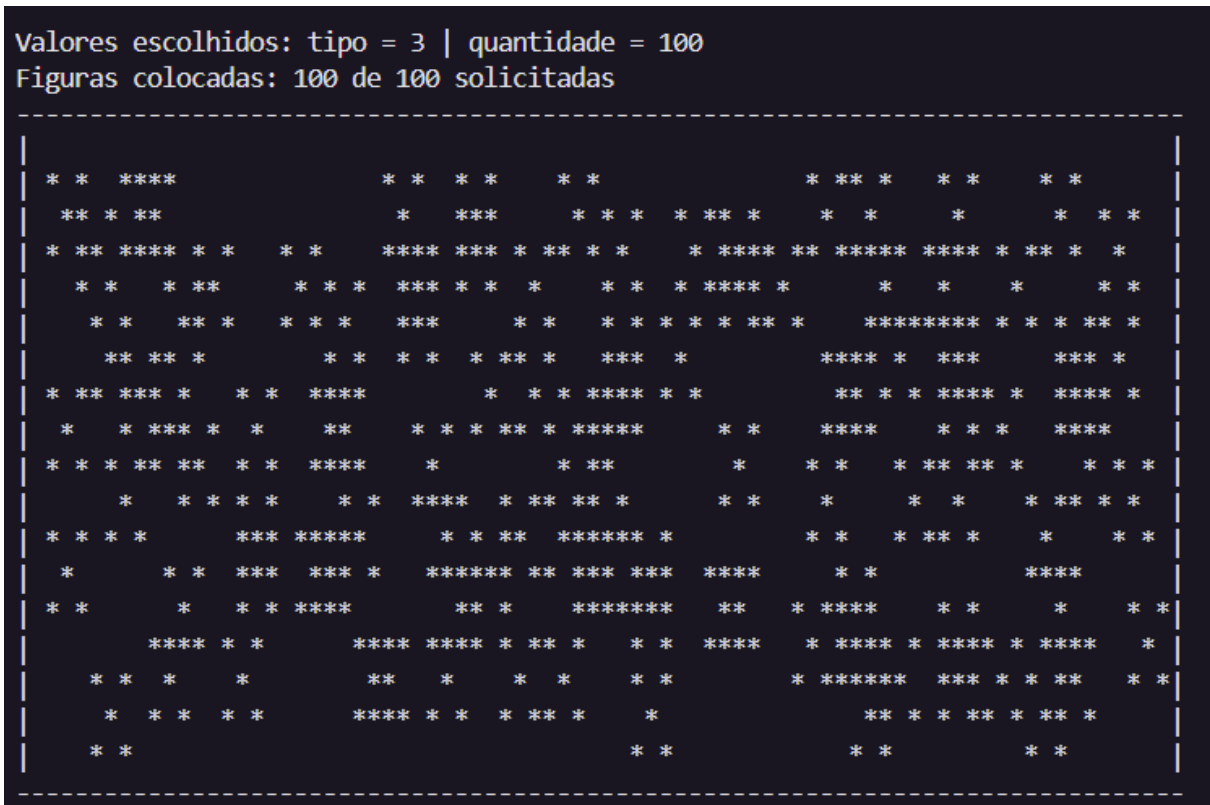 Valores escolhidos: tipo = 3 | quantidade = 100
Figuras colocadas: 100 de 100 solicitadas
--------------------------------------------------------------------------------
|                                                                              |
| * *  ****              * *  * *    * *              * ** *   * *    * *      |
|  ** * **                *   ***     * * *  * ** *    *  *     *      *  * *  |
| * ** **** * *   * *    **** *** * ** * *    * **** ** ***** **** * ** *  *   |
|   * *   * **     * * *  *** * *  *    * *  * **** *      *   *    *     * *  |
|    * *   ** *   * * *   ***     * *   * * * * * ** *    ******** * * * ** *  |
|     ** ** *        * *  * *  * ** *   ***  *         **** *  ***     *** *   |
| * ** *** *   * *  ****        *  * * **** * *         ** * * **** *  **** *  |
|  *   * *** *  *    **    * * * ** * *****     * *    ****    * * *   ****    |
| * * * ** **  * *  ****    *        * **        *    * *   * ** ** *    * * * |
|      *   * * * *    * *  ****  * ** ** *      * *    *     *  *    * ** * *  |
| * * * *      *** *****     * * **  ****** *         * *   * ** *    *    * * |
|  *      * *  ***  *** *   ****** ** *** ***  ****     * *          ****      |
| * *      *   * * ****       ** *    *******   **   * ****    * *     *    * *|
|        **** * *      **** **** * ** *   * *  ****   * **** * **** * ****   * |
|    * *  *    *        **   *    *  *    * *        * ******  *** * * **   * *|
|     *  * *  * *      **** * *  * ** *    *              ** * * ** * ** *     |
|    * *                                  * *            * *         * *       |
--------------------------------------------------------------------------------